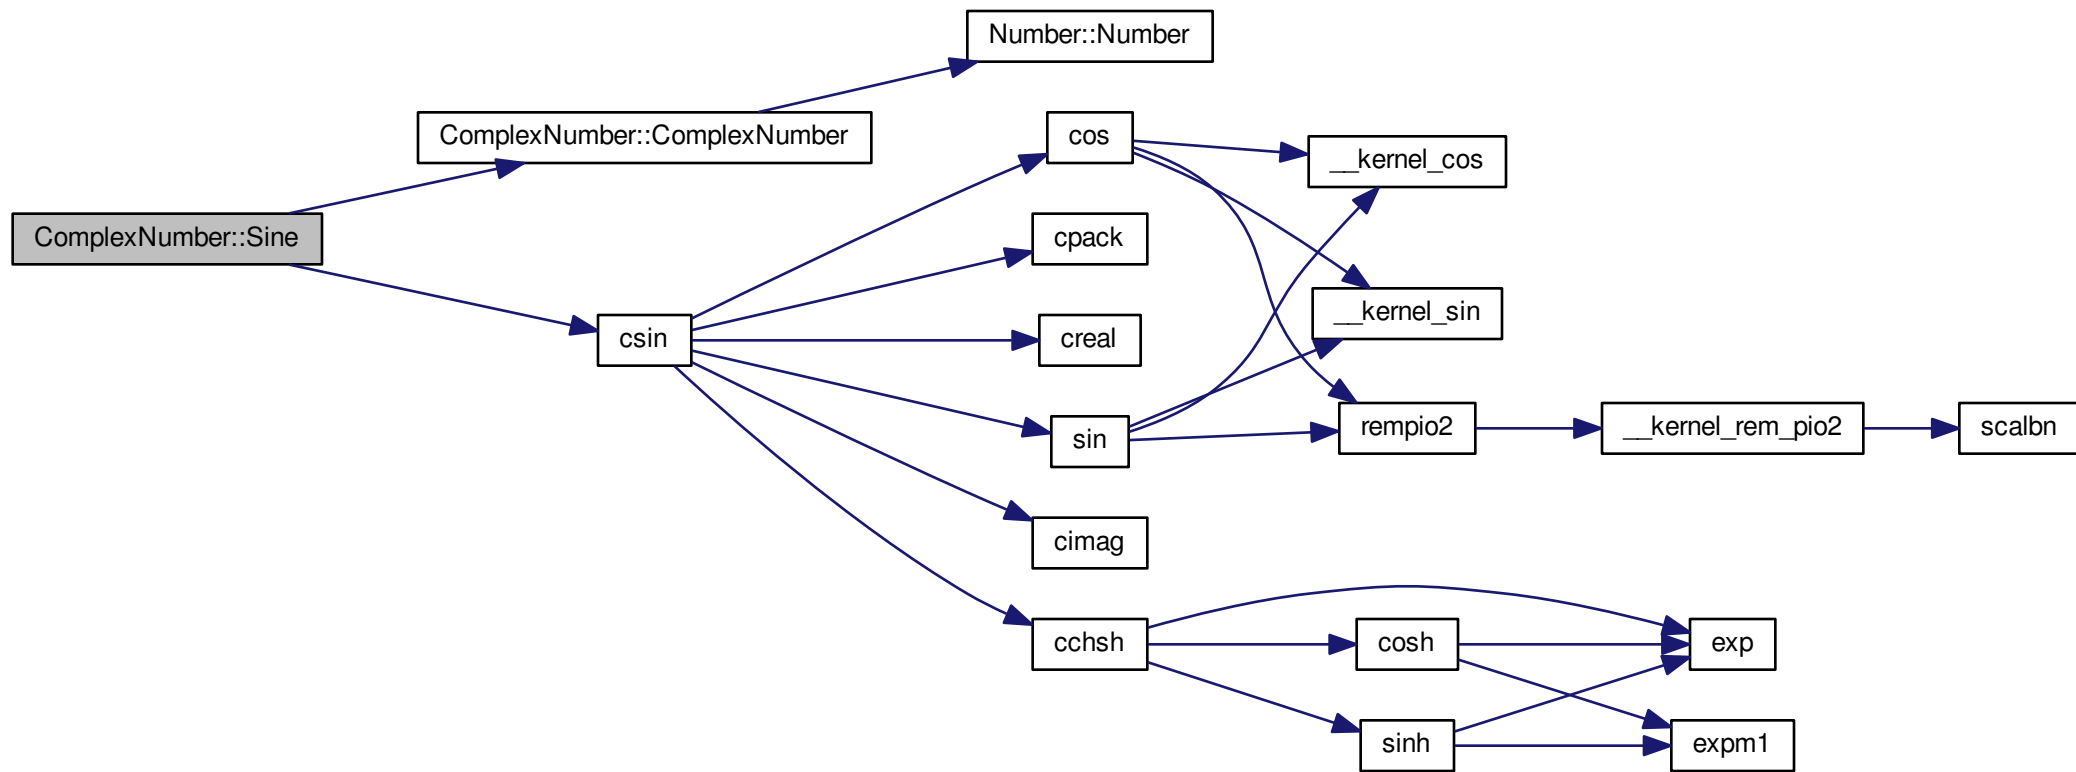 Number::Number
ComplexNumber::ComplexNumber
cos
__kernel_cos
ComplexNumber::Sine
cpack
__kernel_sin
csin
creal
sin
rempio2
__kernel_rem_pio2
scalbn
cimag
cchsh
cosh
exp
sinh
expm1